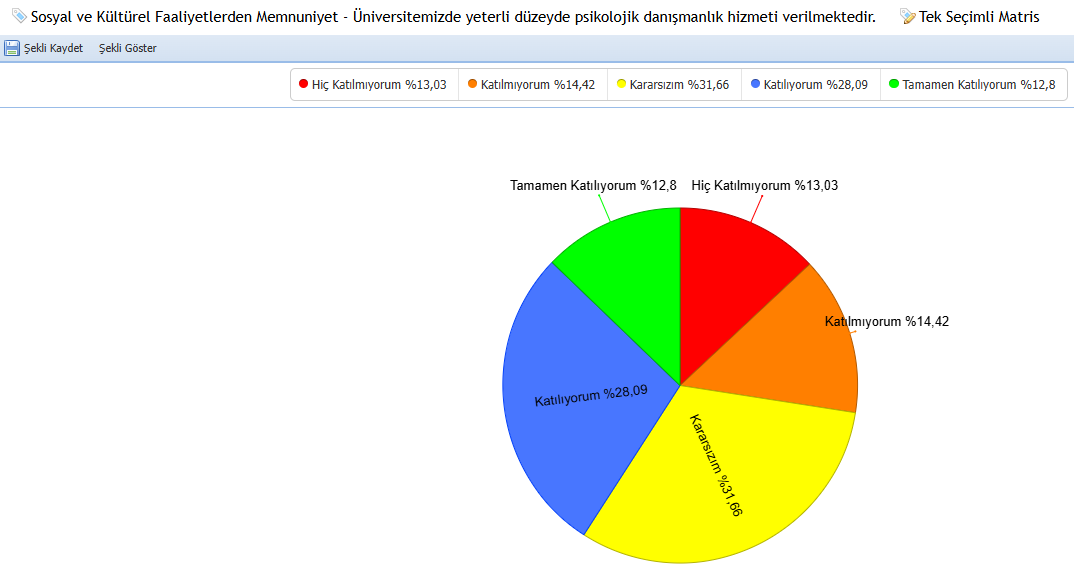 Sosyal ve Kültürel Faaliyetlerden Memnuniyet - Üniversitemizde yeterli düzeyde psikolojik danışmanlık hizmeti verilmektedir. Tek Seçimli Matris
Şekli Kaydet Şekli Göster
Hiç Katılmıyorum %13,03 Katılmıyorum %14,42 Kararsızım %31,66 Katılıyorum %28,09 Tamamen Katılıyorum %12,8
Tamamen Katılıyorum %12,8 Hiç Katılmıyorum %13,03
Katılmıyorum %14,42
Katılıyorum %28,09
Kararsızım %31,66